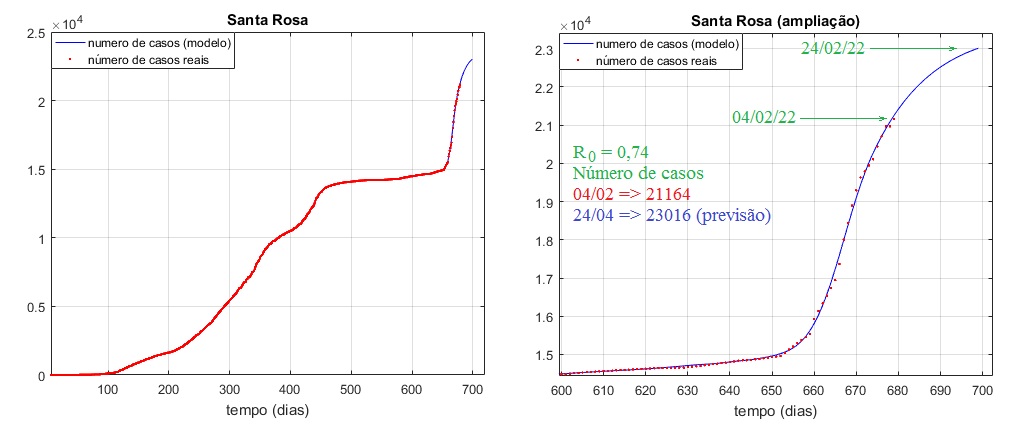 Santa Rosa
×10⁴
2.5
2
1.5
1
0.5
0
100 200 300 400 500 600 700
tempo (dias)
numero de casos (modelo)
número de casos reais
Santa Rosa (ampliação)
×10⁴
2.3
2.2
2.1
2
1.9
1.8
1.7
1.6
1.5
600 610 620 630 640 650 660 670 680 690 700
tempo (dias)
numero de casos (modelo)
número de casos reais
24/02/22
04/02/22
R₀ = 0,74
Número de casos
04/02 => 21164
24/04 => 23016 (previsão)